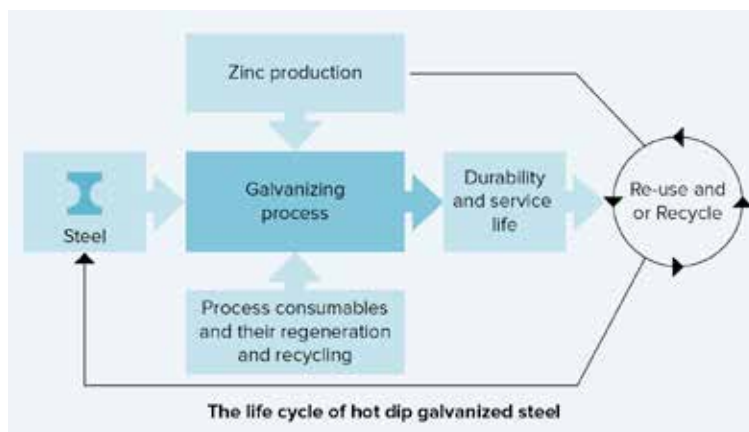 Zinc production
Steel
Galvanizing
process
Durability
and service
life
Re-use and
or Recycle
Process consumables
and their regeneration
and recycling
The life cycle of hot dip galvanized steel